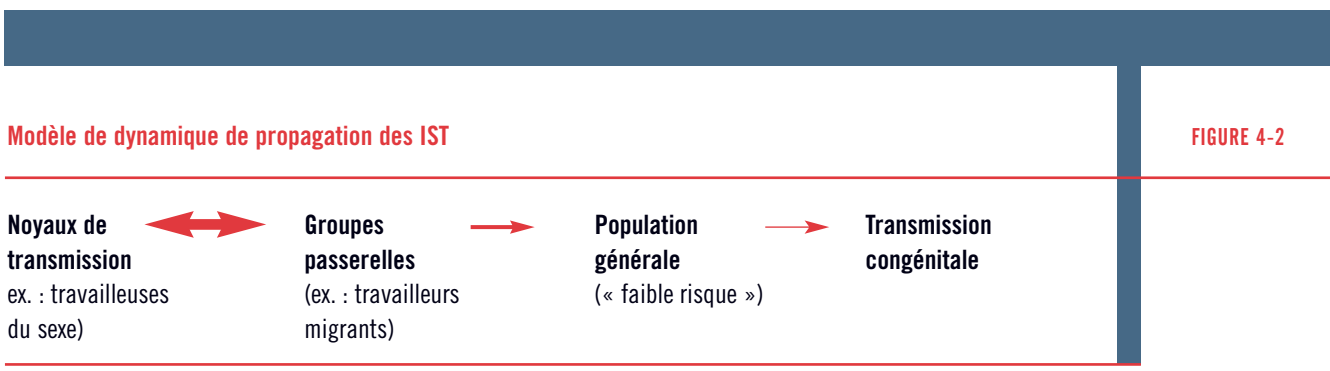 Modèle de dynamique de propagation des IST
FIGURE 4-2
Noyaux de
transmission
ex. : travailleuses
du sexe)
Groupes
passerelles
(ex. : travailleurs
migrants)
Population
générale
(« faible risque »)
Transmission
congénitale